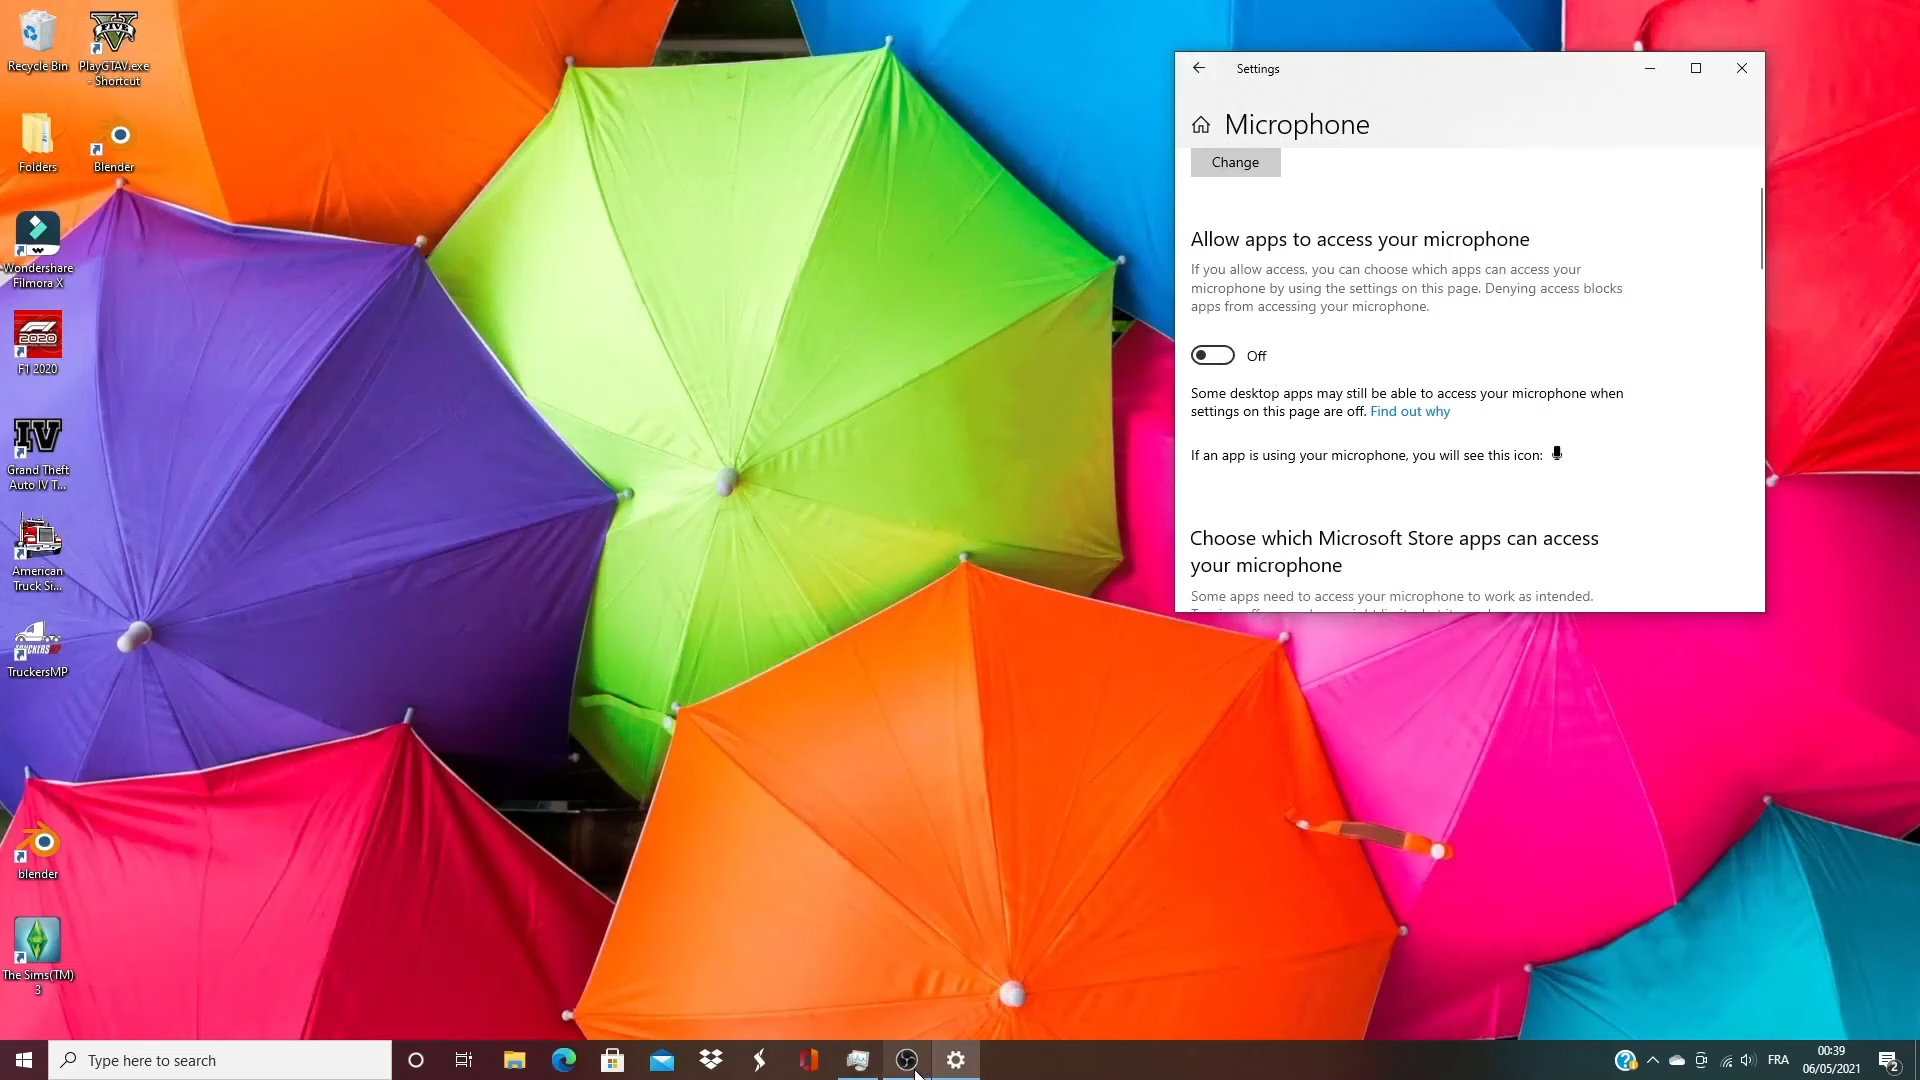 Recycle Bin
PlayGTAV.exe
- Shortcut
Folders
Blender
Wondershare
Filmora X
F1 2020
Grand Theft
Auto IV T...
American
Truck Si...
TruckersMP
blender
The Sims(TM)
3
Settings
Microphone
Change
Allow apps to access your microphone
If you allow access, you can choose which apps can access your
microphone by using the settings on this page. Denying access blocks
apps from accessing your microphone.
Off
Some desktop apps may still be able to access your microphone when
settings on this page are off. Find out why
If an app is using your microphone, you will see this icon:
Choose which Microsoft Store apps can access
your microphone
Some apps need to access your microphone to work as intended.
Type here to search
FRA
00:39
06/05/2021
2